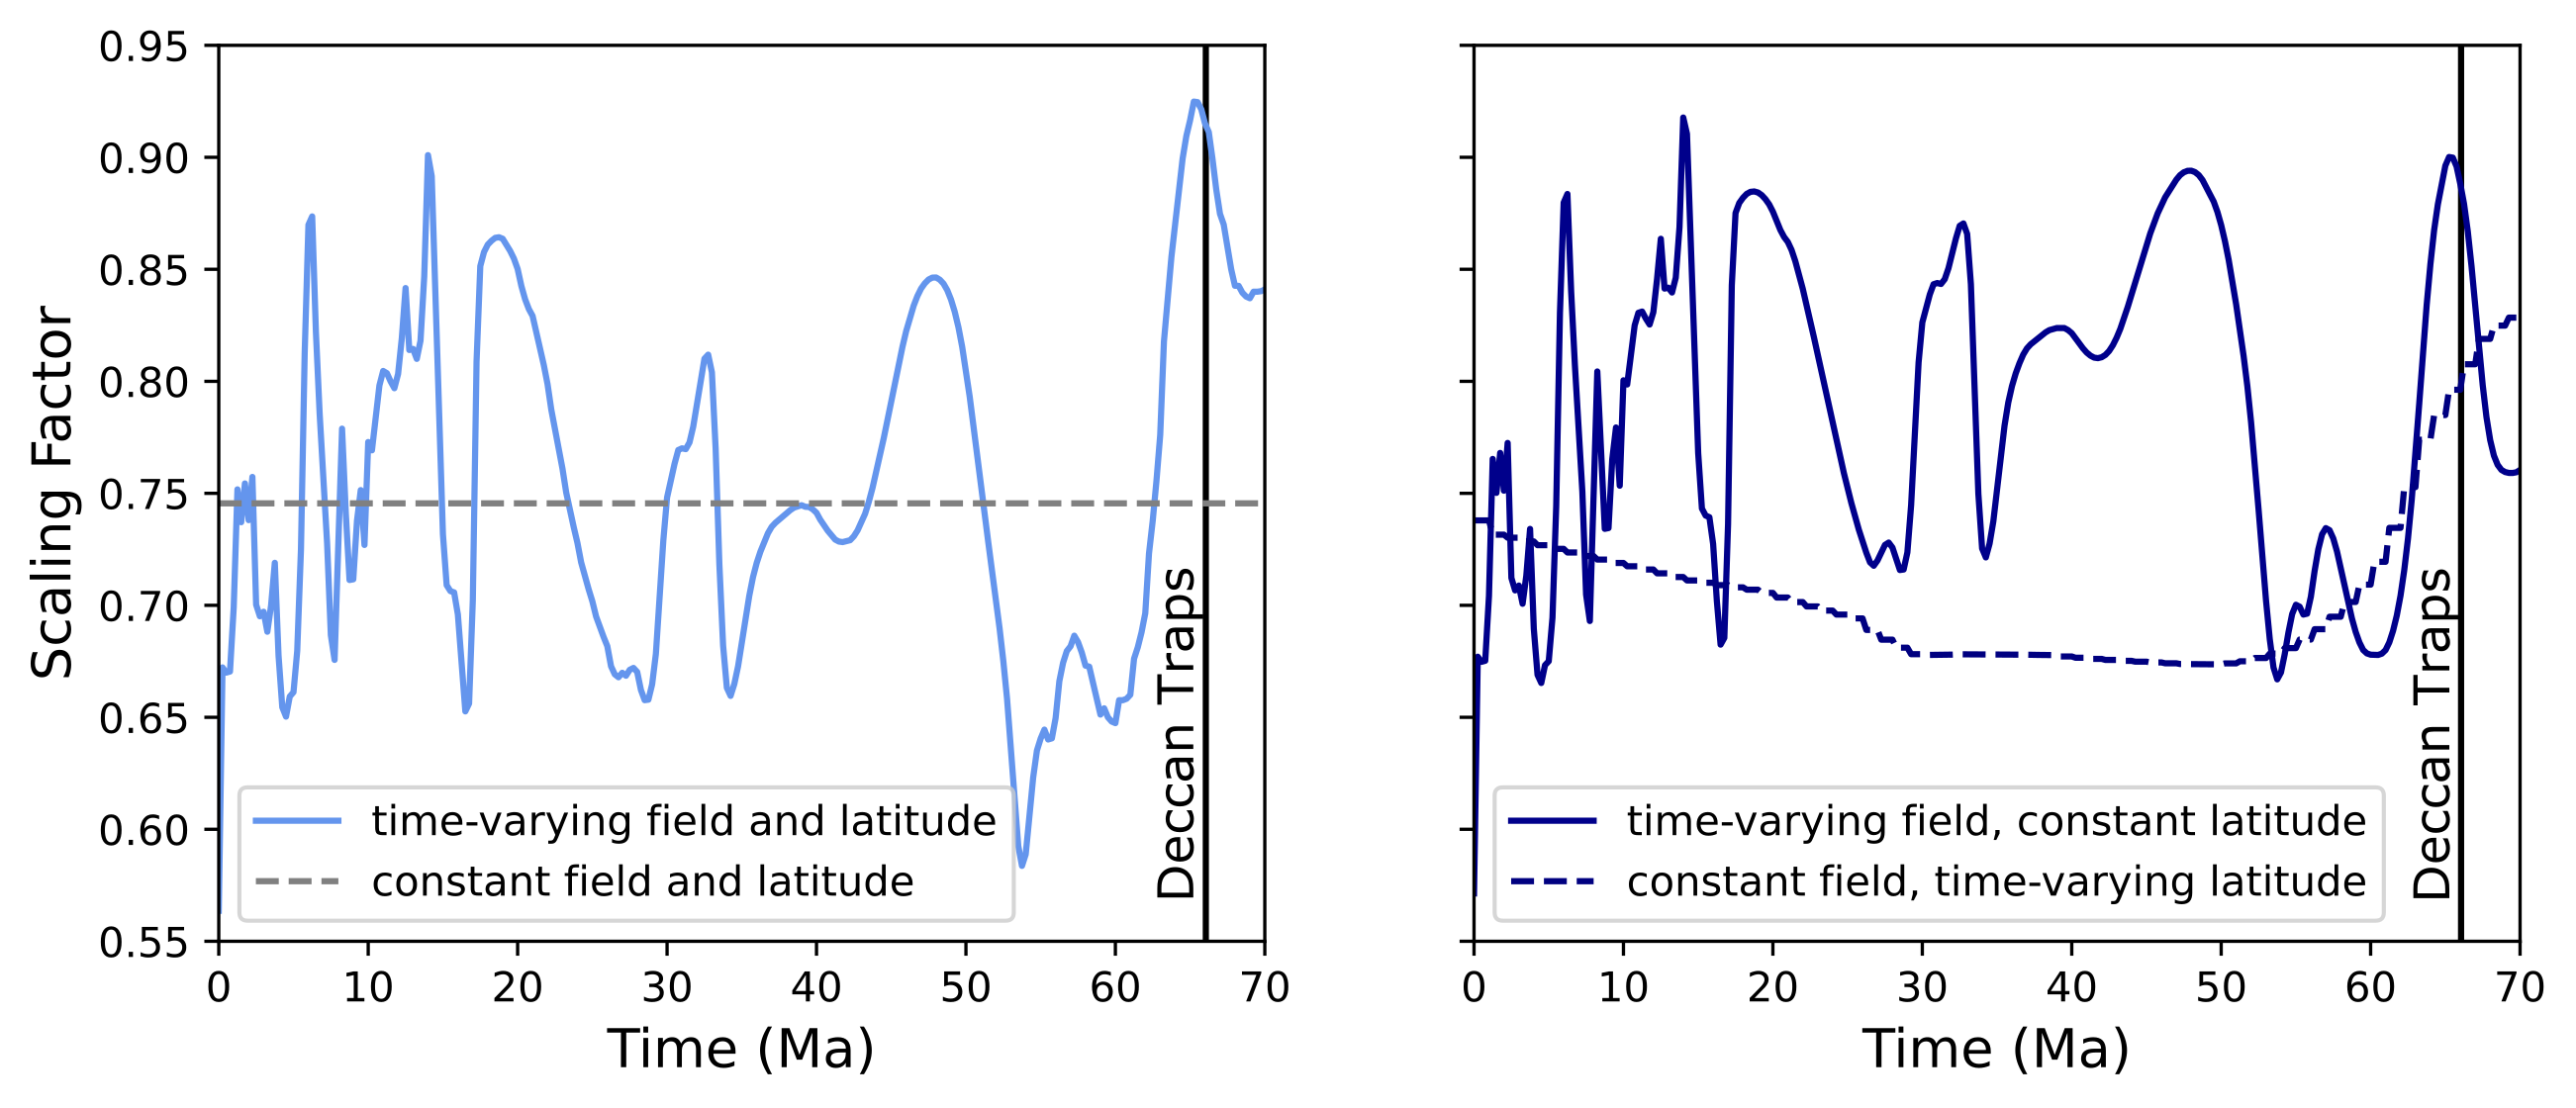 0.95
0.90
0.85
0.80
0.75
0.70
0.65
0.60
0.55
Scaling Factor
time-varying field and latitude
constant field and latitude
Deccan Traps
0 10 20 30 40 50 60 70
Time (Ma)
time-varying field, constant latitude
constant field, time-varying latitude
Deccan Traps
0 10 20 30 40 50 60 70
Time (Ma)